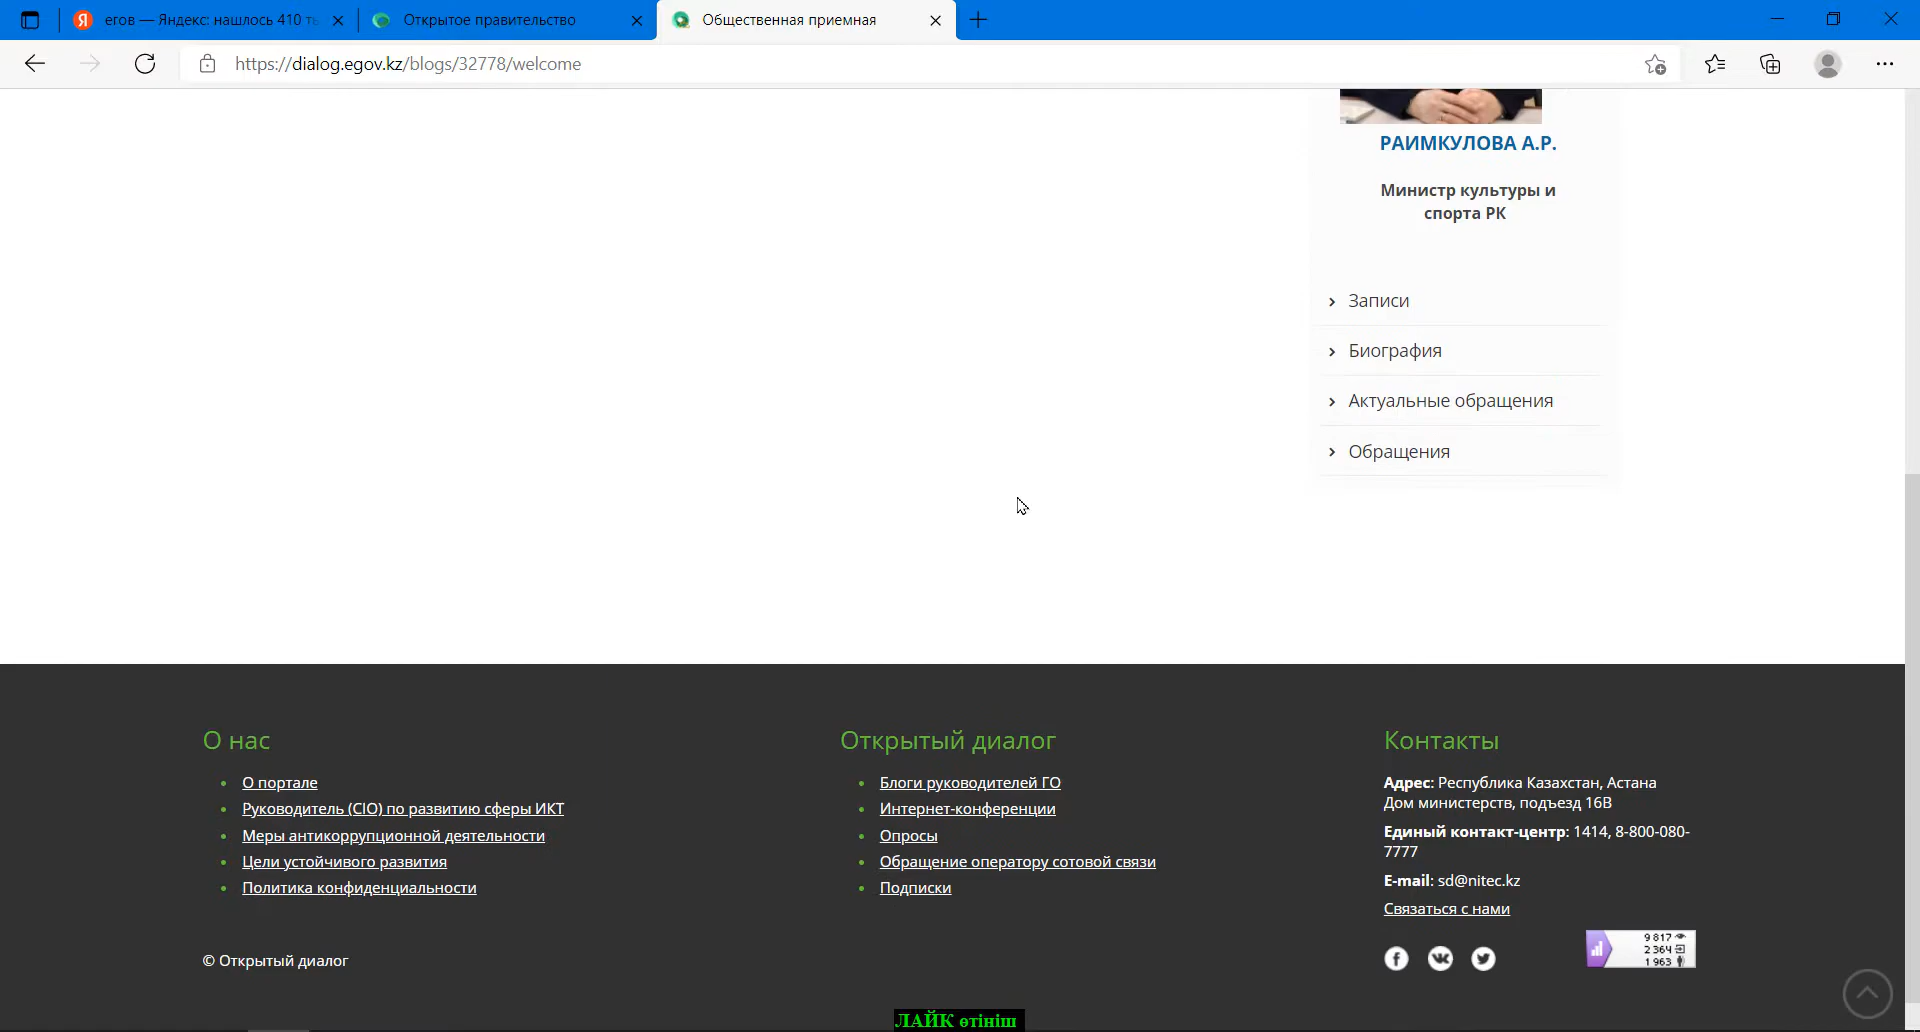 егов — Яндекс: нашлось 410 ты
Открытое правительство
Общественная приемная
https://dialog.egov.kz/blogs/32778/welcome
РАИМКУЛОВА А.Р.
Министр культуры и
спорта РК
Записи
Биография
Актуальные обращения
Обращения
О нас
О портале
Руководитель (CIO) по развитию сферы ИКТ
Меры антикоррупционной деятельности
Цели устойчивого развития
Политика конфиденциальности
© Открытый диалог
Открытый диалог
Блоги руководителей ГО
Интернет-конференции
Опросы
Обращение оператору сотовой связи
Подписки
Контакты
Адрес: Республика Казахстан, Астана
Дом министерств, подъезд 16В
Единый контакт-центр: 1414, 8-800-080-
7777
E-mail: sd@nitec.kz
Связаться с нами
9 817
2 364
1 963
ЛАЙК өтініш